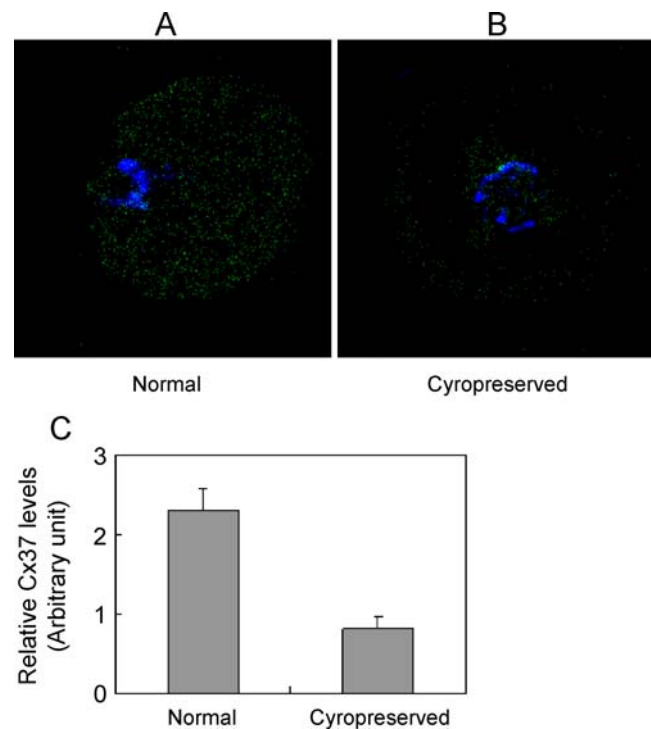 A
B
Normal
Cyropreserved
C
Relative Cx37 levels
(Arbitrary unit)
3
2
1
0
Normal
Cyropreserved